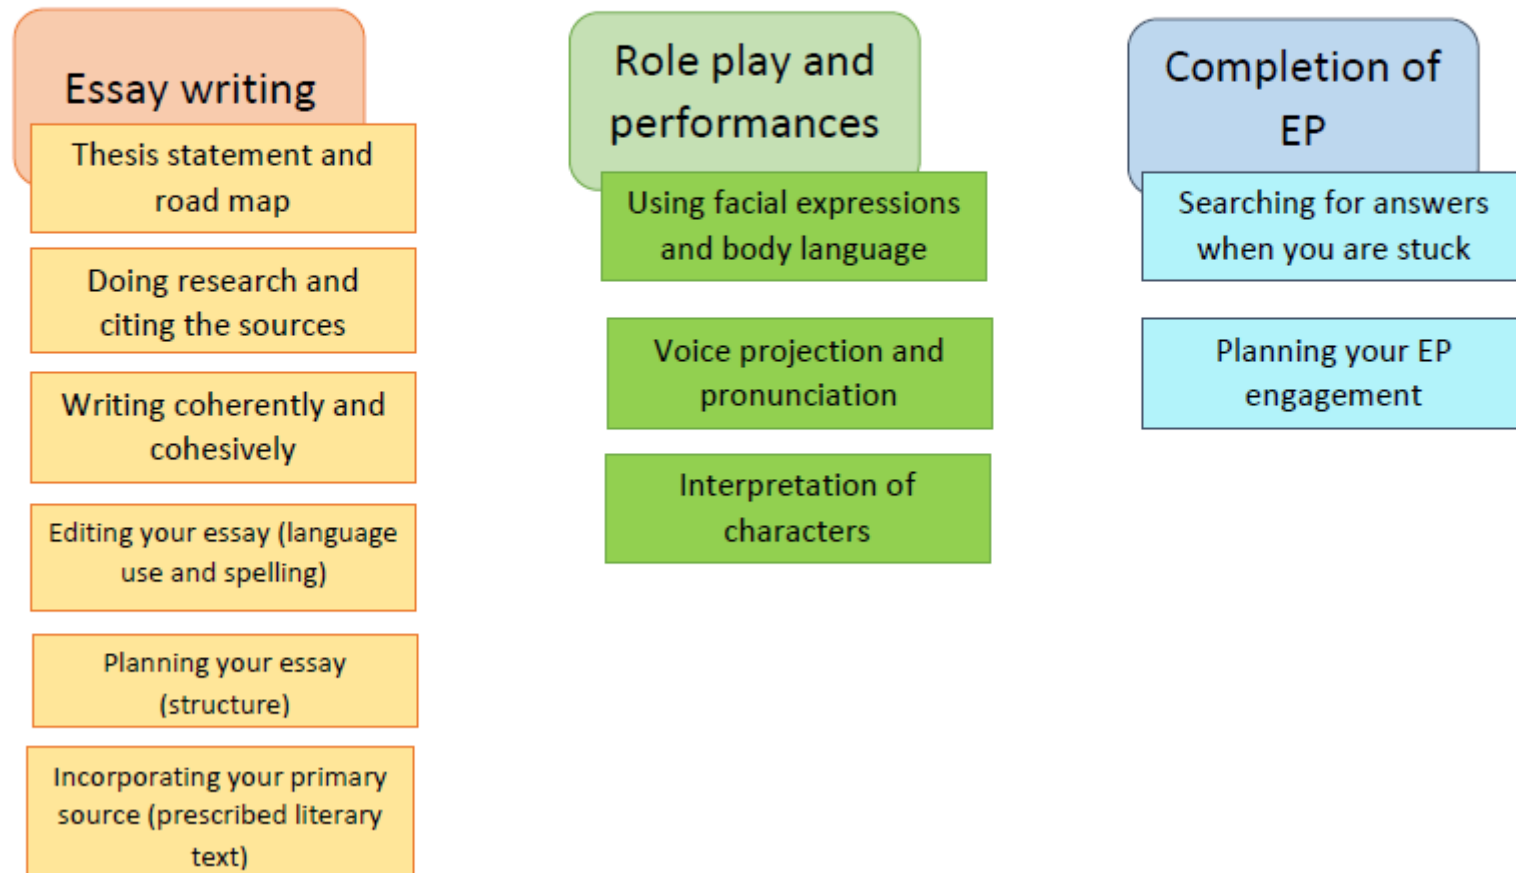 Essay writing
Thesis statement and
road map
Doing research and
citing the sources
Writing coherently and
cohesively
Editing your essay (language
use and spelling)
Planning your essay
(structure)
Incorporating your primary
source (prescribed literary
text)
Role play and
performances
Using facial expressions
and body language
Voice projection and
pronunciation
Interpretation of
characters
Completion of
EP
Searching for answers
when you are stuck
Planning your EP
engagement